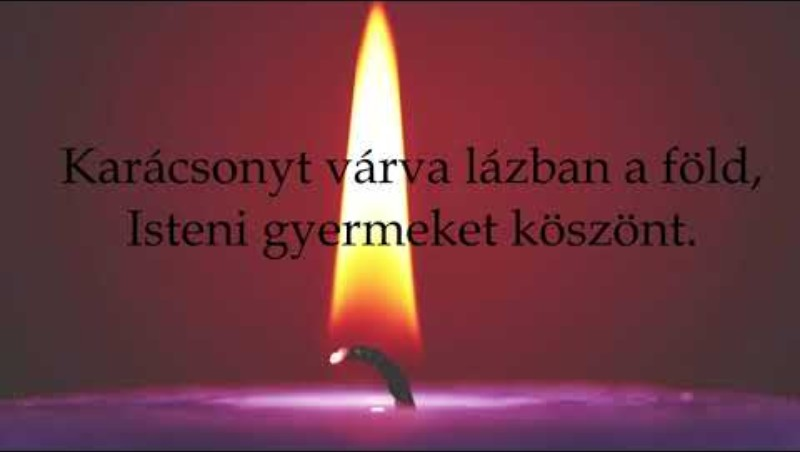 Karácsonyt várva lázban a föld,
Isteni gyermeket köszönt.